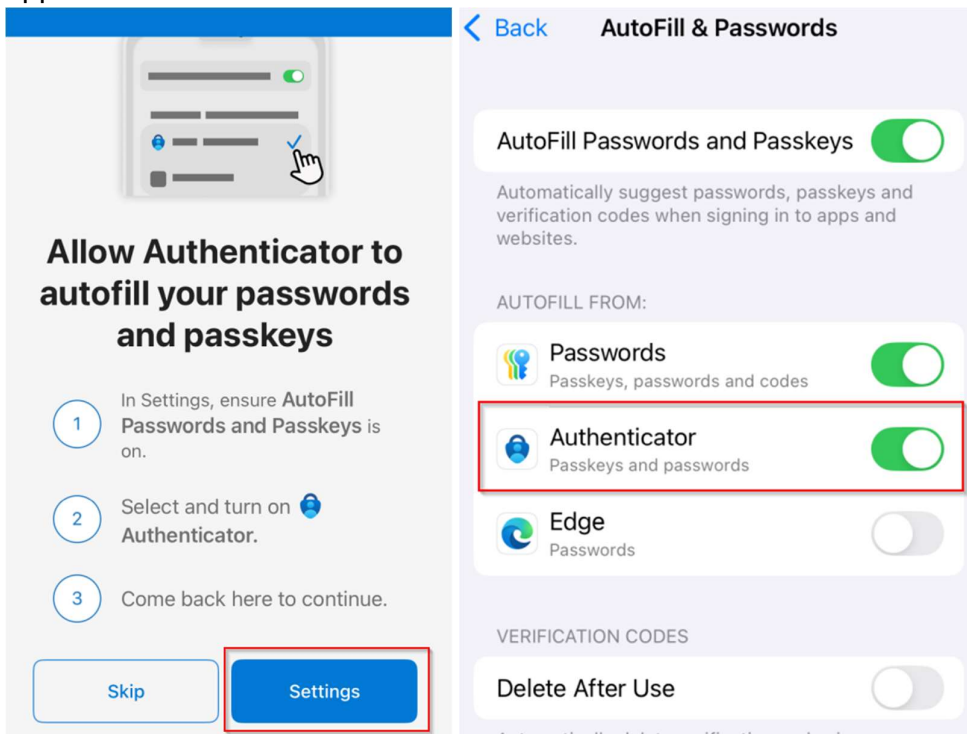 Allow Authenticator to
autofill your passwords
and passkeys
1
In Settings, ensure AutoFill
Passwords and Passkeys is
on.
2
Select and turn on
Authenticator.
3
Come back here to continue.
Skip
Settings
Back
AutoFill & Passwords
AutoFill Passwords and Passkeys
Automatically suggest passwords, passkeys and
verification codes when signing in to apps and
websites.
AUTOFILL FROM:
Passwords
Passkeys, passwords and codes
Authenticator
Passkeys and passwords
Edge
Passwords
VERIFICATION CODES
Delete After Use